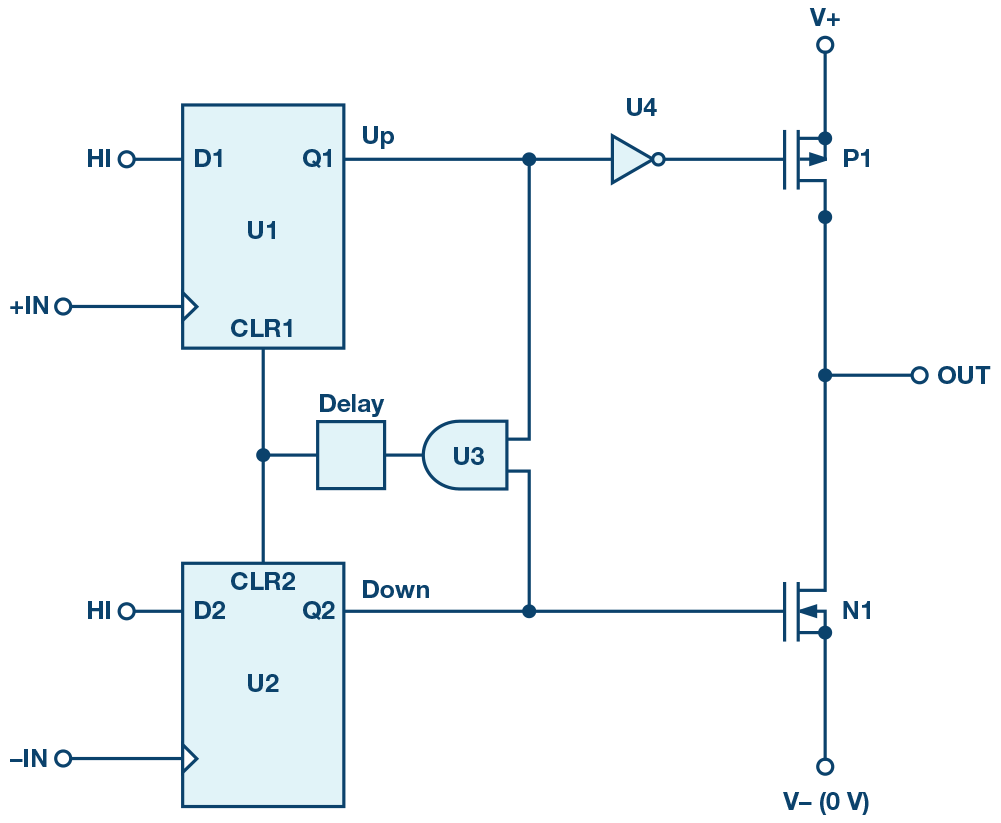 V+
U4
Up
HI
D1
Q1
P1
U1
+IN
CLR1
OUT
Delay
U3
CLR2
Down
HI
D2
Q2
N1
U2
–IN
V– (0 V)